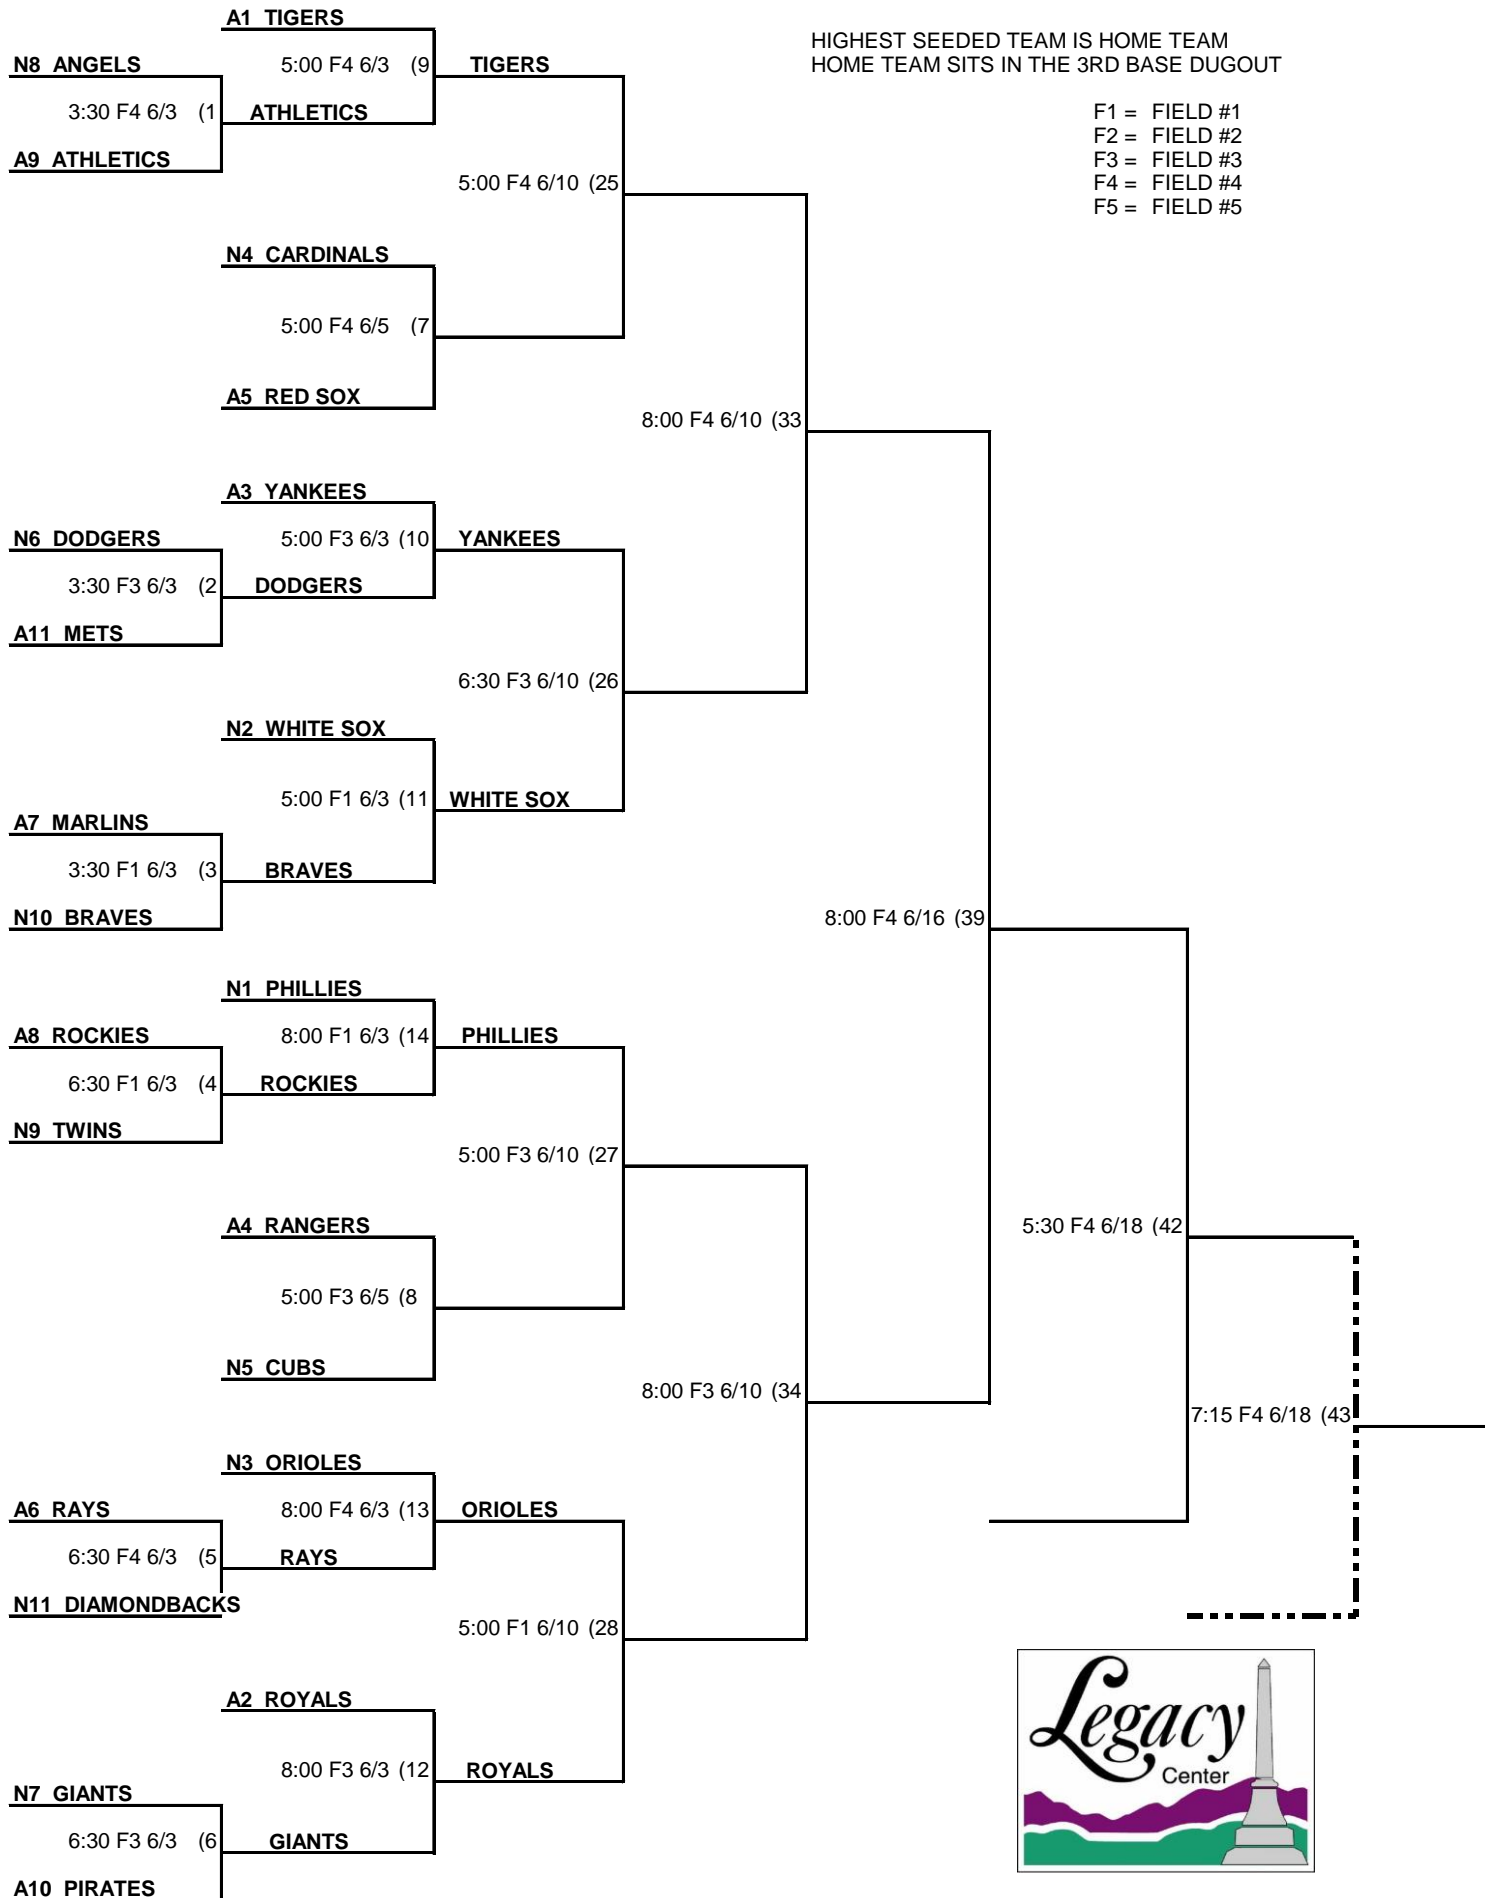 A1 TIGERS
HIGHEST SEEDED TEAM IS HOME TEAM
N8 ANGELS
5:00 F4 6/3 (9
TIGERS
HOME TEAM SITS IN THE 3RD BASE DUGOUT
3:30 F4 6/3 (1
ATHLETICS
F1 = FIELD #1
F2 = FIELD #2
A9 ATHLETICS
F3 = FIELD #3
5:00 F4 6/10 (25
F4 = FIELD #4
F5 = FIELD #5
N4 CARDINALS
5:00 F4 6/5 (7
A5 RED SOX
8:00 F4 6/10 (33
A3 YANKEES
N6 DODGERS
5:00 F3 6/3 (10
YANKEES
3:30 F3 6/3 (2
DODGERS
A11 METS
6:30 F3 6/10 (26
N2 WHITE SOX
5:00 F1 6/3 (11
WHITE SOX
A7 MARLINS
3:30 F1 6/3 (3
BRAVES
N10 BRAVES
8:00 F4 6/16 (39
N1 PHILLIES
A8 ROCKIES
8:00 F1 6/3 (14
PHILLIES
6:30 F1 6/3 (4
ROCKIES
N9 TWINS
5:00 F3 6/10 (27
A4 RANGERS
5:30 F4 6/18 (42
5:00 F3 6/5 (8
N5 CUBS
8:00 F3 6/10 (34
7:15 F4 6/18 (43
N3 ORIOLES
A6 RAYS
8:00 F4 6/3 (13
ORIOLES
6:30 F4 6/3 (5
RAYS
N11 DIAMONDBACKS
5:00 F1 6/10 (28
A2 ROYALS
Legacy
Center
8:00 F3 6/3 (12
ROYALS
N7 GIANTS
6:30 F3 6/3 (6
GIANTS
A10 PIRATES